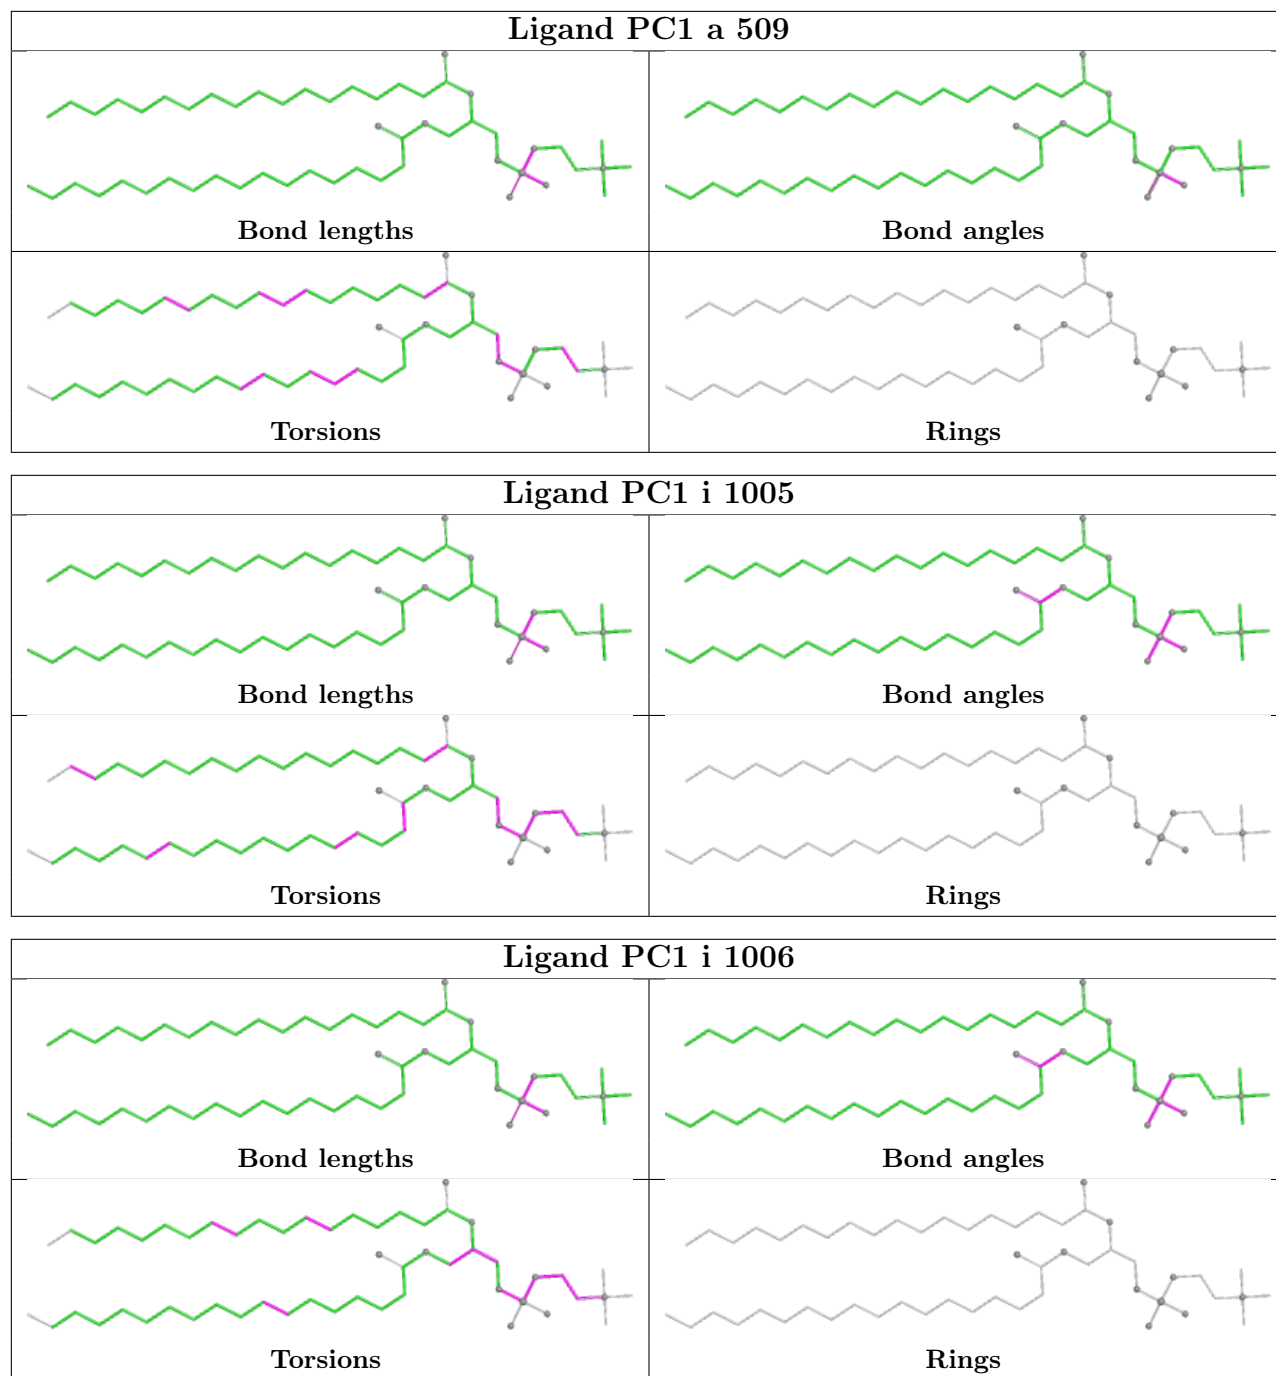 Ligand PC1 a 509
Bond lengths
Bond angles
Torsions
Rings
Ligand PC1 i 1005
Bond lengths
Bond angles
Torsions
Rings
Ligand PC1 i 1006
Bond lengths
Bond angles
Torsions
Rings